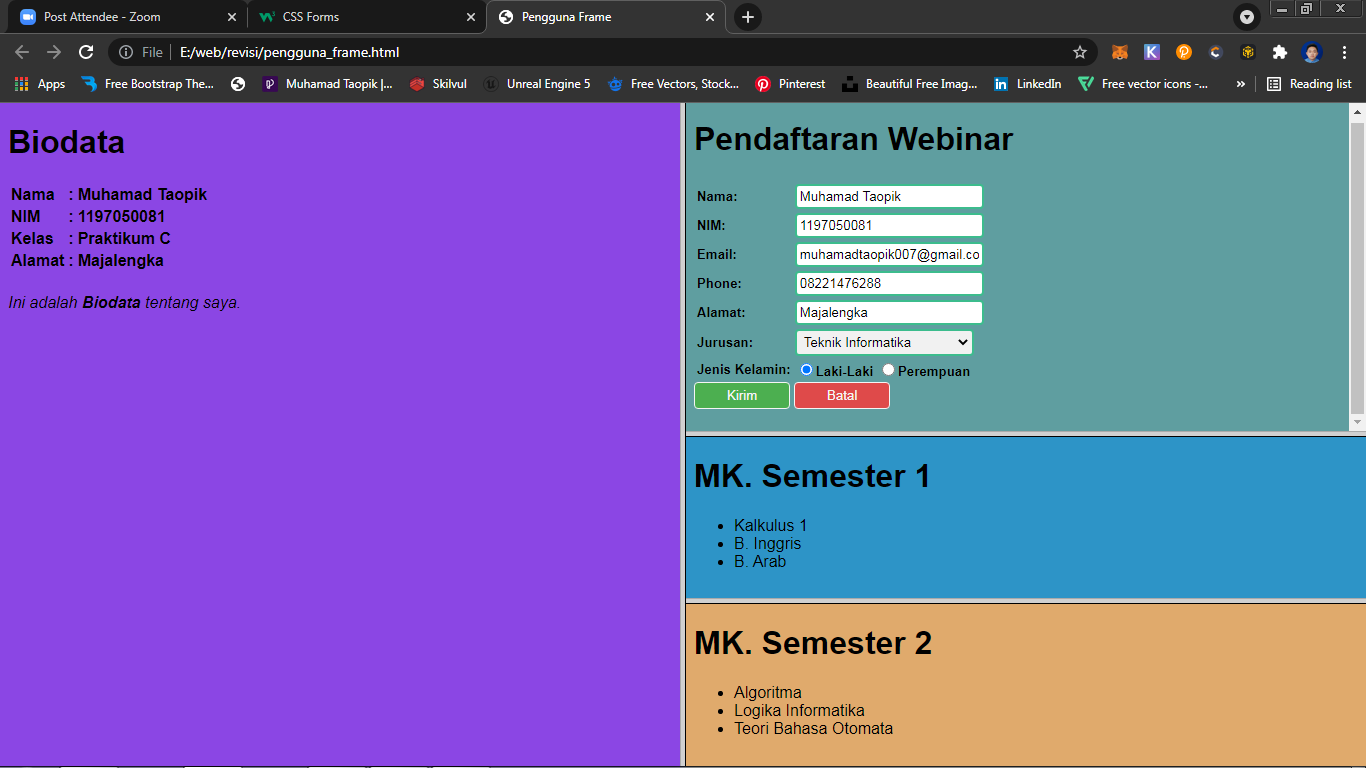 Post Attendee - Zoom
CSS Forms
Pengguna Frame
File | E:/web/revisi/pengguna_frame.html
Apps
Free Bootstrap The...
Muhamad Taopik |...
Skilvul
Unreal Engine 5
Free Vectors, Stock...
Pinterest
Beautiful Free Imag...
LinkedIn
Free vector icons -...
»
Reading list
Biodata
Nama : Muhamad Taopik
NIM : 1197050081
Kelas : Praktikum C
Alamat : Majalengka
Ini adalah Biodata tentang saya.
Pendaftaran Webinar
Nama: Muhamad Taopik
NIM: 1197050081
Email: muhamadtaopik007@gmail.co
Phone: 08221476288
Alamat: Majalengka
Jurusan: Teknik Informatika
Jenis Kelamin: Laki-Laki Perempuan
Kirim Batal
MK. Semester 1
• Kalkulus 1
• B. Inggris
• B. Arab
MK. Semester 2
• Algoritma
• Logika Informatika
• Teori Bahasa Otomata